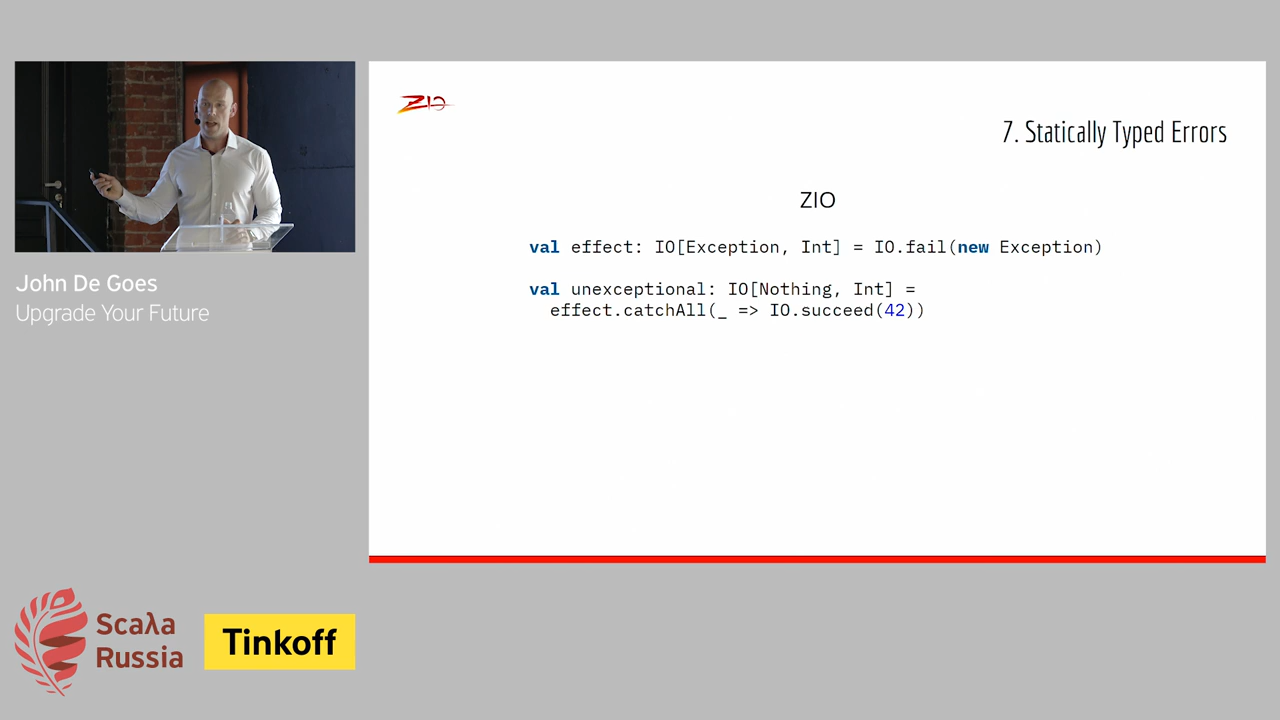 ZIO
7. Statically Typed Errors
ZIO
val effect: IO[Exception, Int] = IO.fail(new Exception)
val unexceptional: IO[Nothing, Int] =
effect.catchAll(_ => IO.succeed(42))
John De Goes
Upgrade Your Future
Scaλa
Russia
Tinkoff